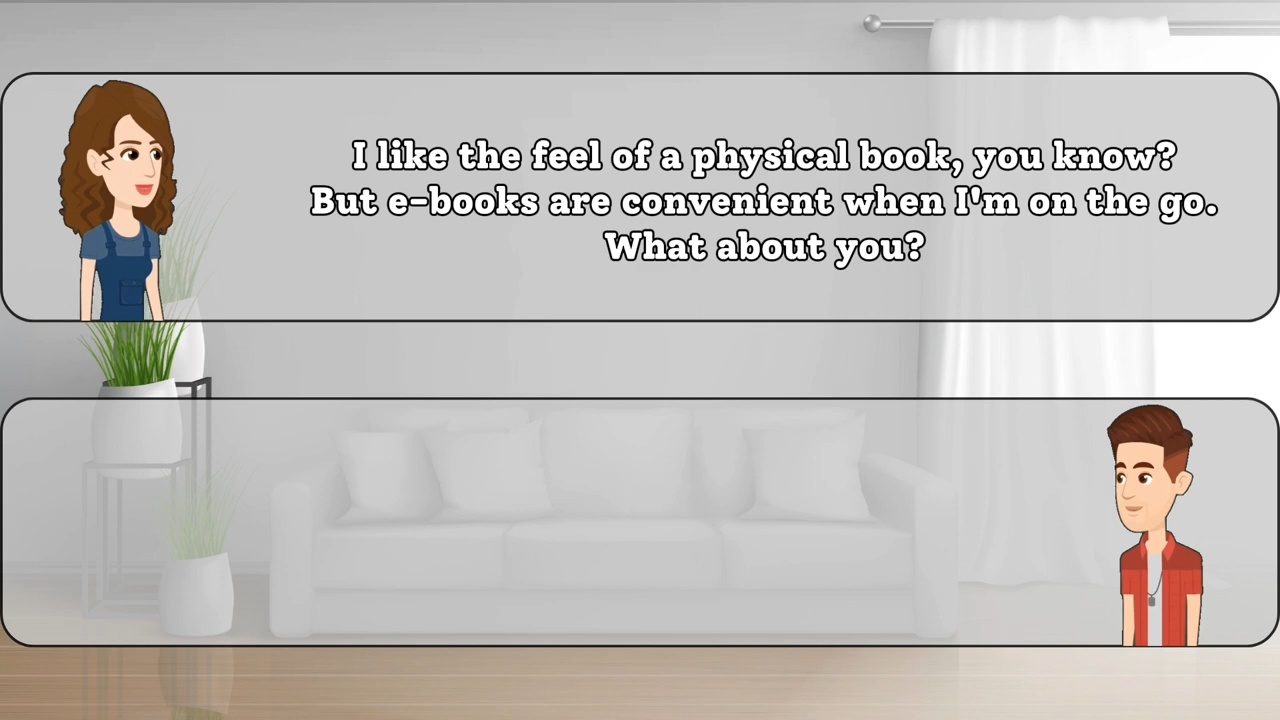 I like the feel of a physical book, you know?
But e-books are convenient when I'm on the go.
What about you?